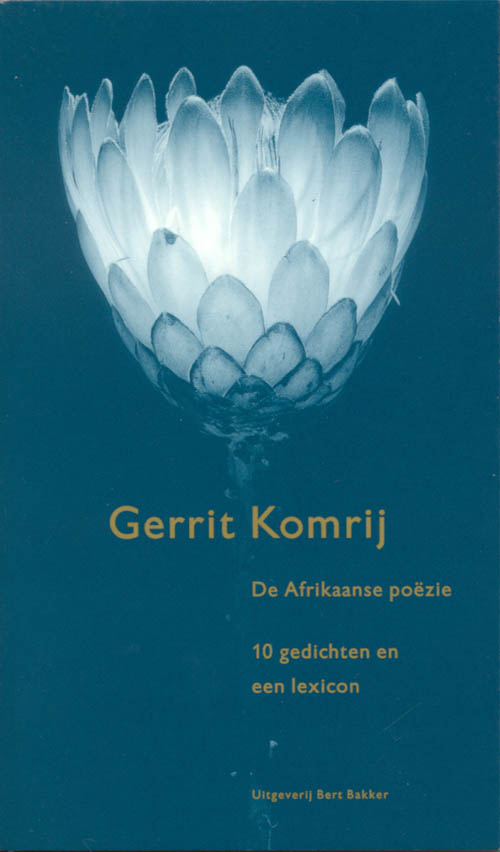 Gerrit Komrij
De Afrikaanse poëzie
10 gedichten en
een lexicon
Uitgeverij Bert Bakker